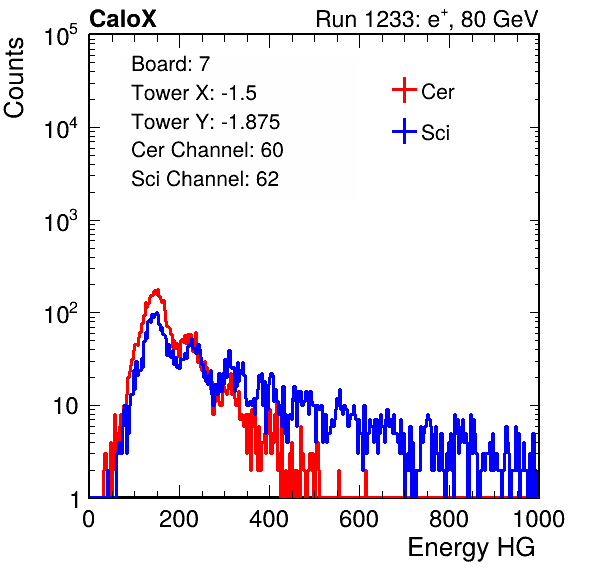 CaloX Run 1233: e⁺, 80 GeV
Counts
Board: 7
Tower X: -1.5
Tower Y: -1.875
Cer Channel: 60
Sci Channel: 62
Cer
Sci
10⁵
10⁴
10³
10²
10
1
0 200 400 600 800 1000
Energy HG